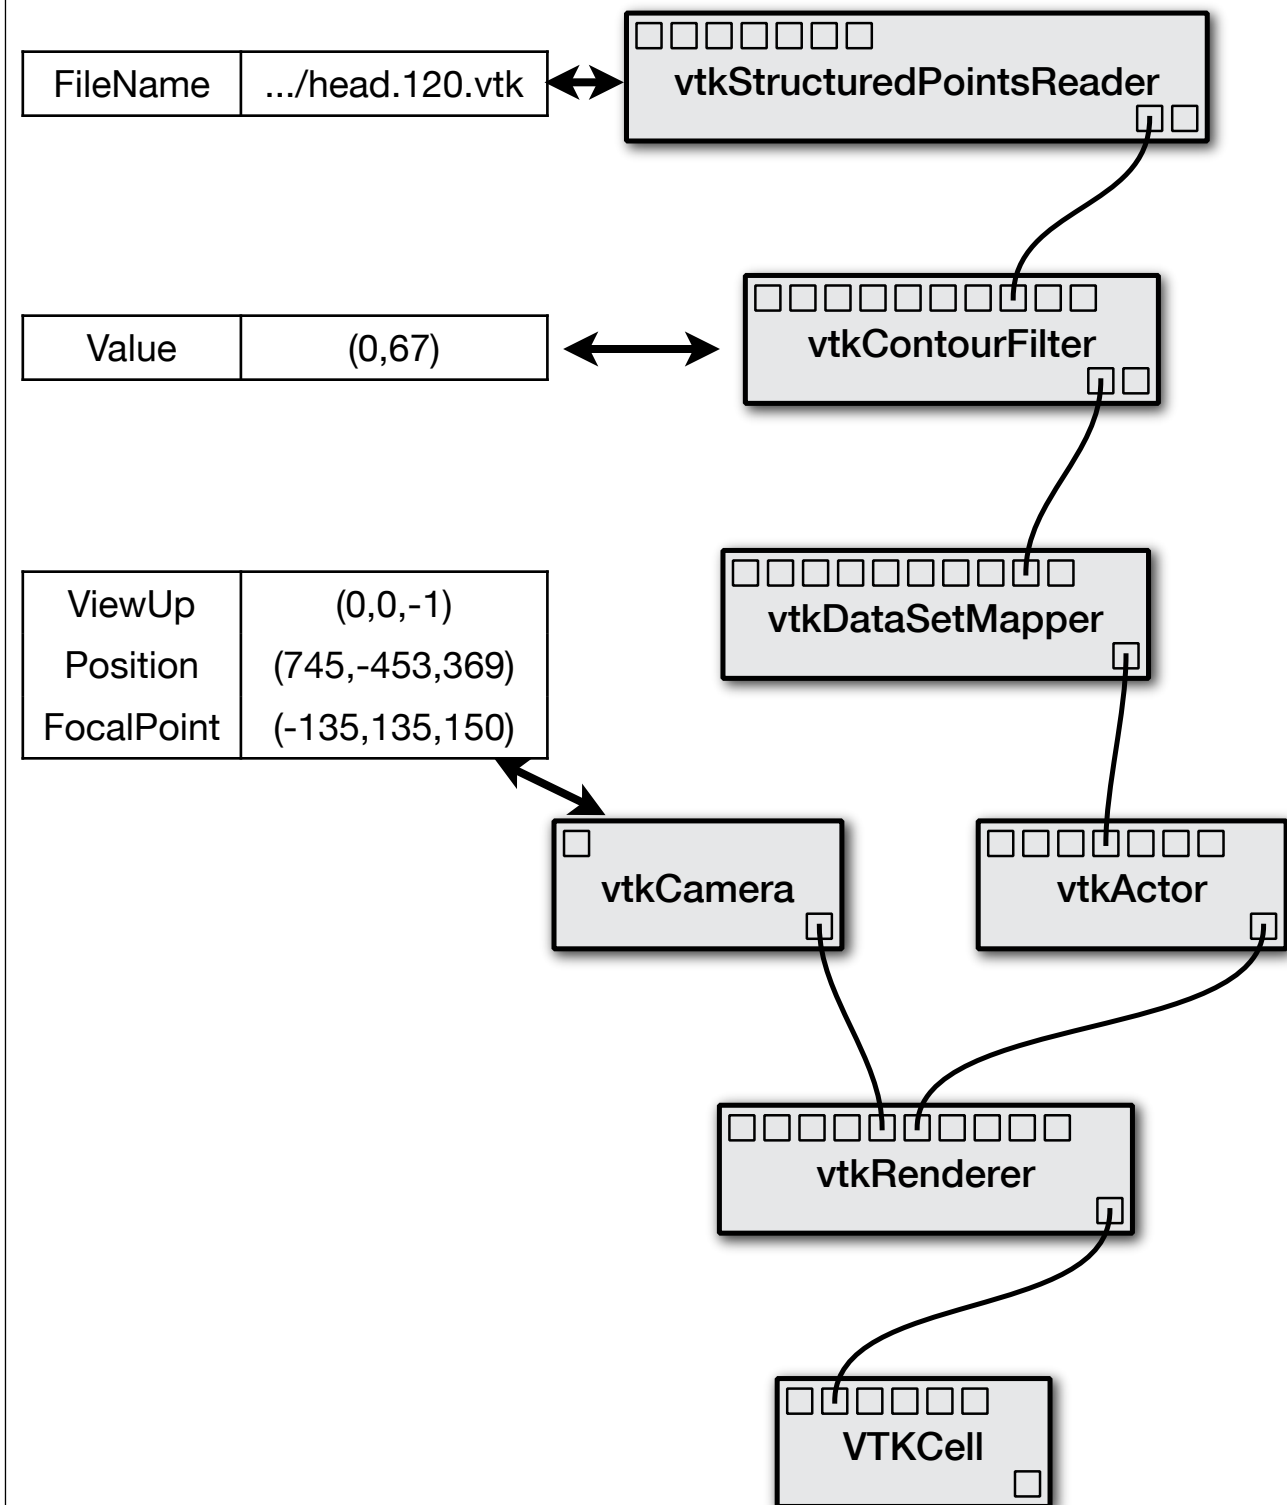 FileName .../head.120.vtk
vtkStructuredPointsReader
Value (0,67)
vtkContourFilter
ViewUp (0,0,-1)
Position (745,-453,369)
FocalPoint (-135,135,150)
vtkDataSetMapper
vtkCamera
vtkActor
vtkRenderer
VTKCell